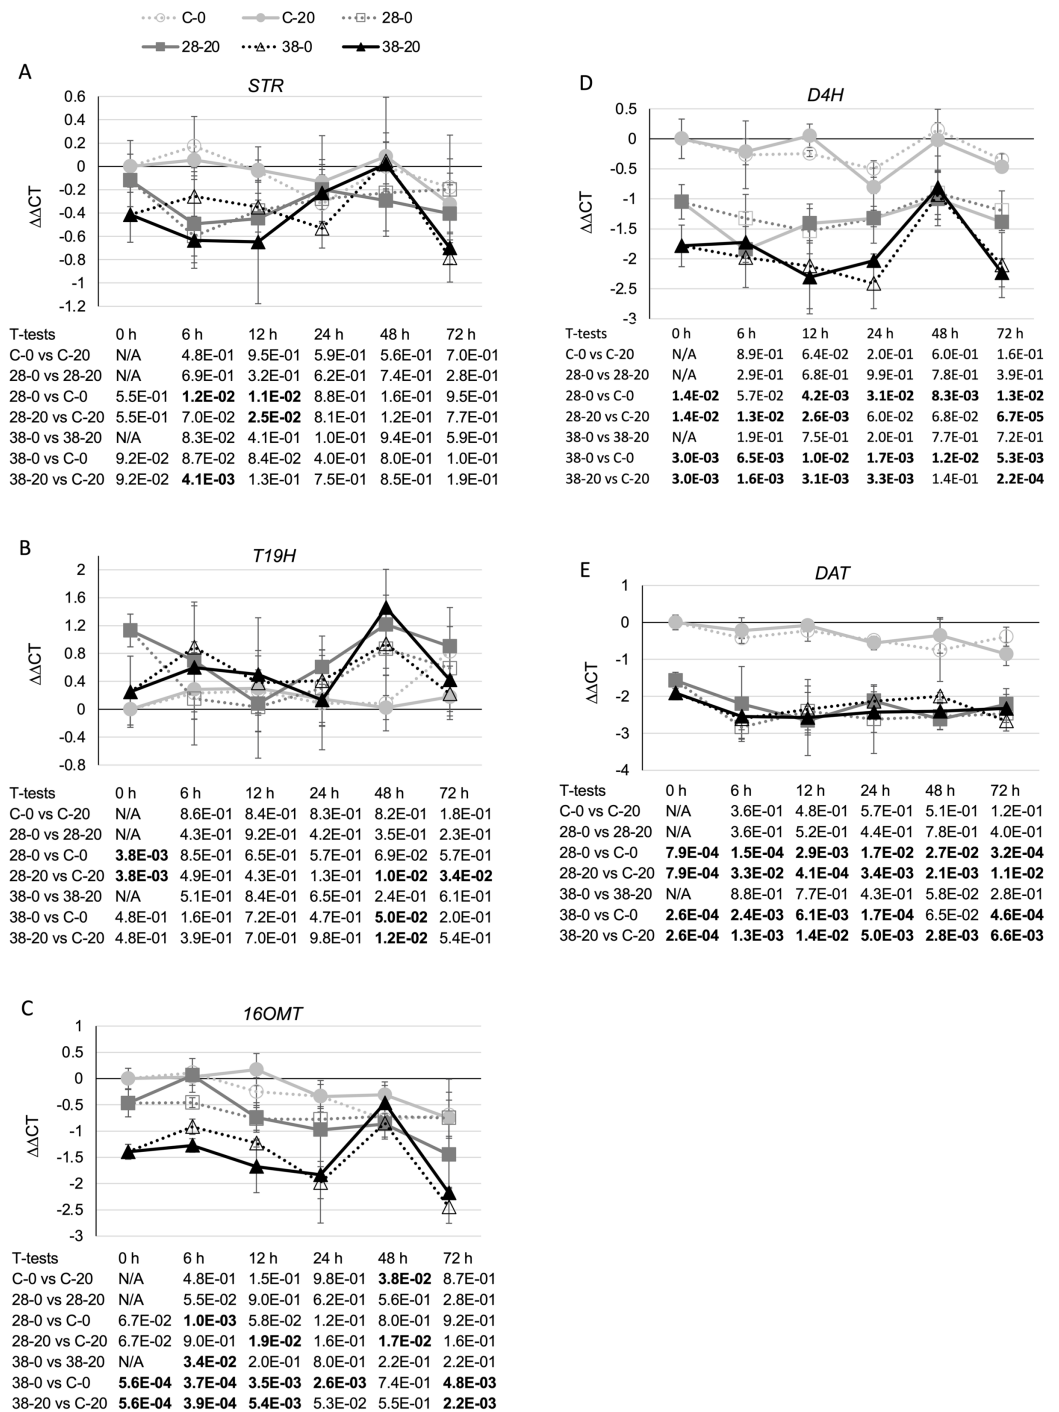 C-0 C-20 28-0
28-20 38-0 38-20
A
STR
0.6
0.4
0.2
0
-0.2
-0.4
-0.6
-0.8
-1
-1.2
ΔΔCT
T-tests 0 h 6 h 12 h 24 h 48 h 72 h
C-0 vs C-20 N/A 4.8E-01 9.5E-01 5.9E-01 5.6E-01 7.0E-01
28-0 vs 28-20 N/A 6.9E-01 3.2E-01 6.2E-01 7.4E-01 2.8E-01
28-0 vs C-0 5.5E-01 1.2E-02 1.1E-02 8.8E-01 1.6E-01 9.5E-01
28-20 vs C-20 5.5E-01 7.0E-02 2.5E-02 8.1E-01 1.2E-01 7.7E-01
38-0 vs 38-20 N/A 8.3E-02 4.1E-01 1.0E-01 9.4E-01 5.9E-01
38-0 vs C-0 9.2E-02 8.7E-02 8.4E-02 4.0E-01 8.0E-01 1.0E-01
38-20 vs C-20 9.2E-02 4.1E-03 1.3E-01 7.5E-01 8.5E-01 1.9E-01
B
T19H
2
1.6
1.2
0.8
0.4
0
-0.4
-0.8
ΔΔCT
T-tests 0 h 6 h 12 h 24 h 48 h 72 h
C-0 vs C-20 N/A 8.6E-01 8.4E-01 8.3E-01 8.2E-01 1.8E-01
28-0 vs 28-20 N/A 4.3E-01 9.2E-01 4.2E-01 3.5E-01 2.3E-01
28-0 vs C-0 3.8E-03 8.5E-01 6.5E-01 5.7E-01 6.9E-02 5.7E-01
28-20 vs C-20 3.8E-03 4.9E-01 4.3E-01 1.3E-01 1.0E-02 3.4E-02
38-0 vs 38-20 N/A 5.1E-01 8.4E-01 6.5E-01 2.4E-01 6.1E-01
38-0 vs C-0 4.8E-01 1.6E-01 7.2E-01 4.7E-01 5.0E-02 2.0E-01
38-20 vs C-20 4.8E-01 3.9E-01 7.0E-01 9.8E-01 1.2E-02 5.4E-01
C
16OMT
1
0.5
0
-0.5
-1
-1.5
-2
-2.5
-3
ΔΔCT
T-tests 0 h 6 h 12 h 24 h 48 h 72 h
C-0 vs C-20 N/A 4.8E-01 1.5E-01 9.8E-01 3.8E-02 8.7E-01
28-0 vs 28-20 N/A 5.5E-02 9.0E-01 6.2E-01 5.6E-01 2.8E-01
28-0 vs C-0 6.7E-02 1.0E-03 5.8E-02 1.2E-01 8.0E-01 9.2E-01
28-20 vs C-20 6.7E-02 9.0E-01 1.9E-02 1.6E-01 1.7E-02 1.6E-01
38-0 vs 38-20 N/A 3.4E-02 2.0E-01 8.0E-01 2.2E-01 2.2E-01
38-0 vs C-0 5.6E-04 3.7E-04 3.5E-03 2.6E-03 7.4E-01 4.8E-03
38-20 vs C-20 5.6E-04 3.9E-04 5.4E-03 5.3E-02 5.5E-01 2.2E-03
D
D4H
0.5
0
-0.5
-1
-1.5
-2
-2.5
-3
ΔΔCT
T-tests 0 h 6 h 12 h 24 h 48 h 72 h
C-0 vs C-20 N/A 8.9E-01 6.4E-02 2.0E-01 6.0E-01 1.6E-01
28-0 vs 28-20 N/A 2.9E-01 6.8E-01 9.9E-01 7.8E-01 3.9E-01
28-0 vs C-0 1.4E-02 5.7E-02 4.2E-03 3.1E-02 8.3E-03 1.3E-02
28-20 vs C-20 1.4E-02 1.3E-02 2.6E-03 6.0E-02 6.8E-02 6.7E-05
38-0 vs 38-20 N/A 1.9E-01 7.5E-01 2.0E-01 7.7E-01 7.2E-01
38-0 vs C-0 3.0E-03 6.5E-03 1.0E-02 1.7E-03 1.2E-02 5.3E-03
38-20 vs C-20 3.0E-03 1.6E-03 3.1E-03 3.3E-03 1.4E-01 2.2E-04
E
DAT
1
0
-1
-2
-3
-4
ΔΔCT
T-tests 0 h 6 h 12 h 24 h 48 h 72 h
C-0 vs C-20 N/A 3.6E-01 4.8E-01 5.7E-01 5.1E-01 1.2E-01
28-0 vs 28-20 N/A 3.6E-01 5.2E-01 4.4E-01 7.8E-01 4.0E-01
28-0 vs C-0 7.9E-04 1.5E-04 2.9E-03 1.7E-02 2.7E-02 3.2E-04
28-20 vs C-20 7.9E-04 3.3E-02 4.1E-04 3.4E-03 2.1E-03 1.1E-02
38-0 vs 38-20 N/A 8.8E-01 7.7E-01 4.3E-01 5.8E-02 2.8E-01
38-0 vs C-0 2.6E-04 2.4E-03 6.1E-03 1.7E-04 6.5E-02 4.6E-04
38-20 vs C-20 2.6E-04 1.3E-03 1.4E-02 5.0E-03 2.8E-03 6.6E-03